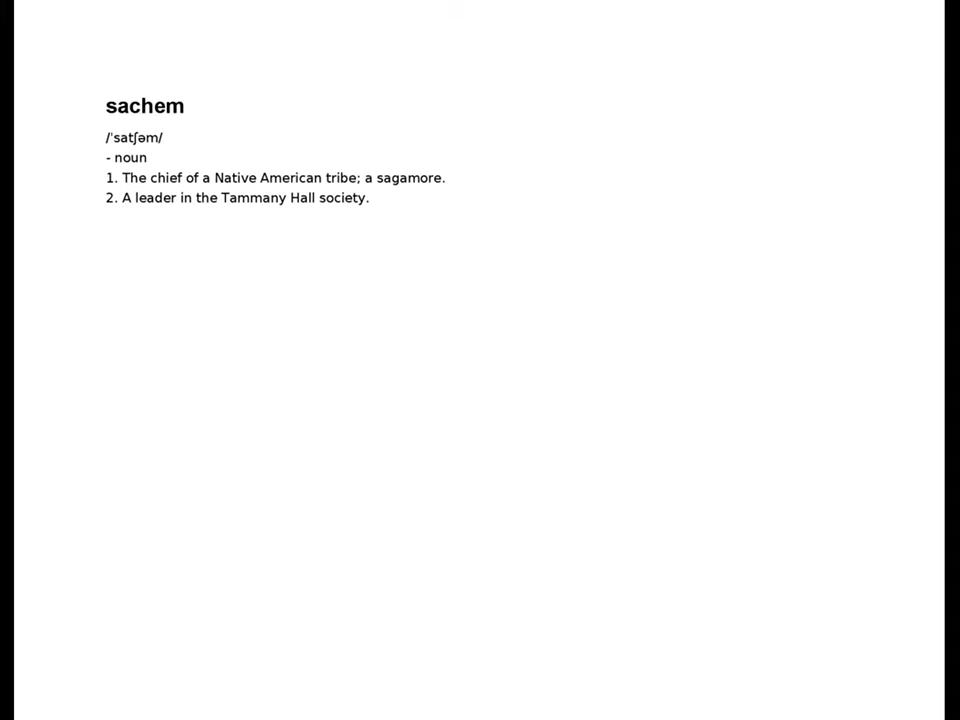 sachem
/ˈsatʃəm/
- noun
1. The chief of a Native American tribe; a sagamore.
2. A leader in the Tammany Hall society.